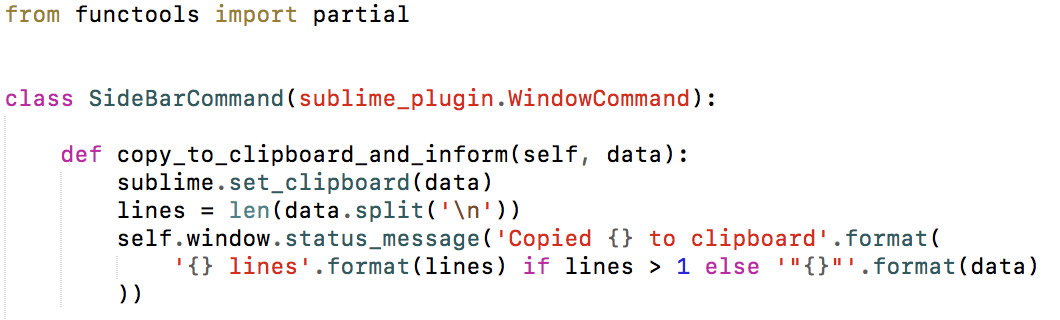 from functools import partial
class SideBarCommand(sublime_plugin.WindowCommand):
    def copy_to_clipboard_and_inform(self, data):
        sublime.set_clipboard(data)
        lines = len(data.split('\n'))
        self.window.status_message('Copied {} to clipboard'.format(
            '{} lines'.format(lines) if lines > 1 else '"{}"'.format(data)
        ))